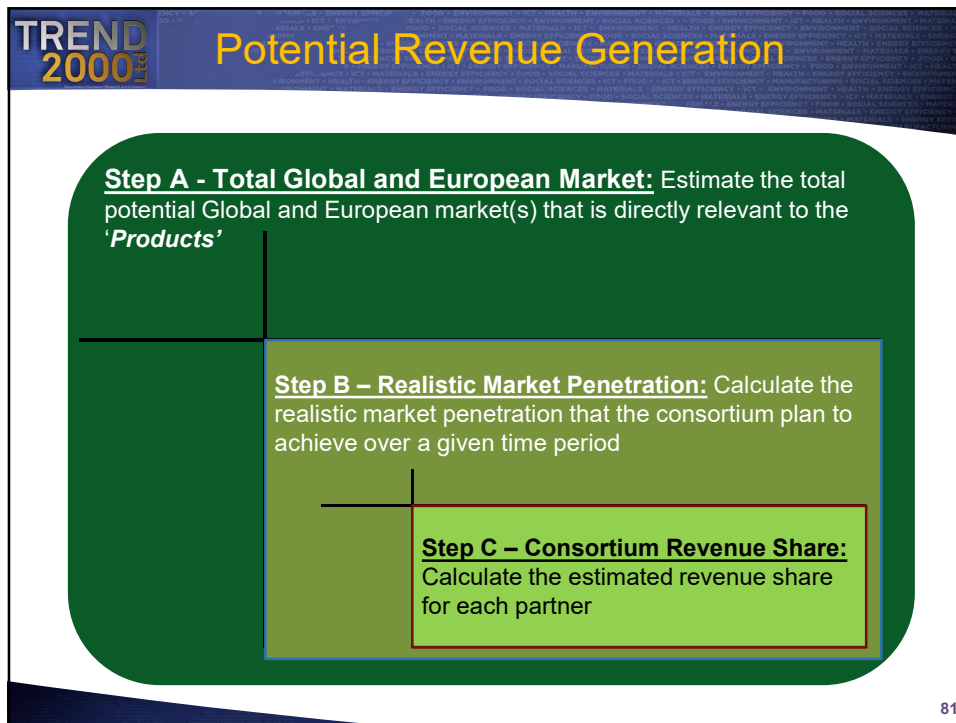 TREND
2000 Ltd
Potential Revenue Generation
Step A - Total Global and European Market: Estimate the total
potential Global and European market(s) that is directly relevant to the
‘Products’
Step B – Realistic Market Penetration: Calculate the
realistic market penetration that the consortium plan to
achieve over a given time period
Step C – Consortium Revenue Share:
Calculate the estimated revenue share
for each partner
81